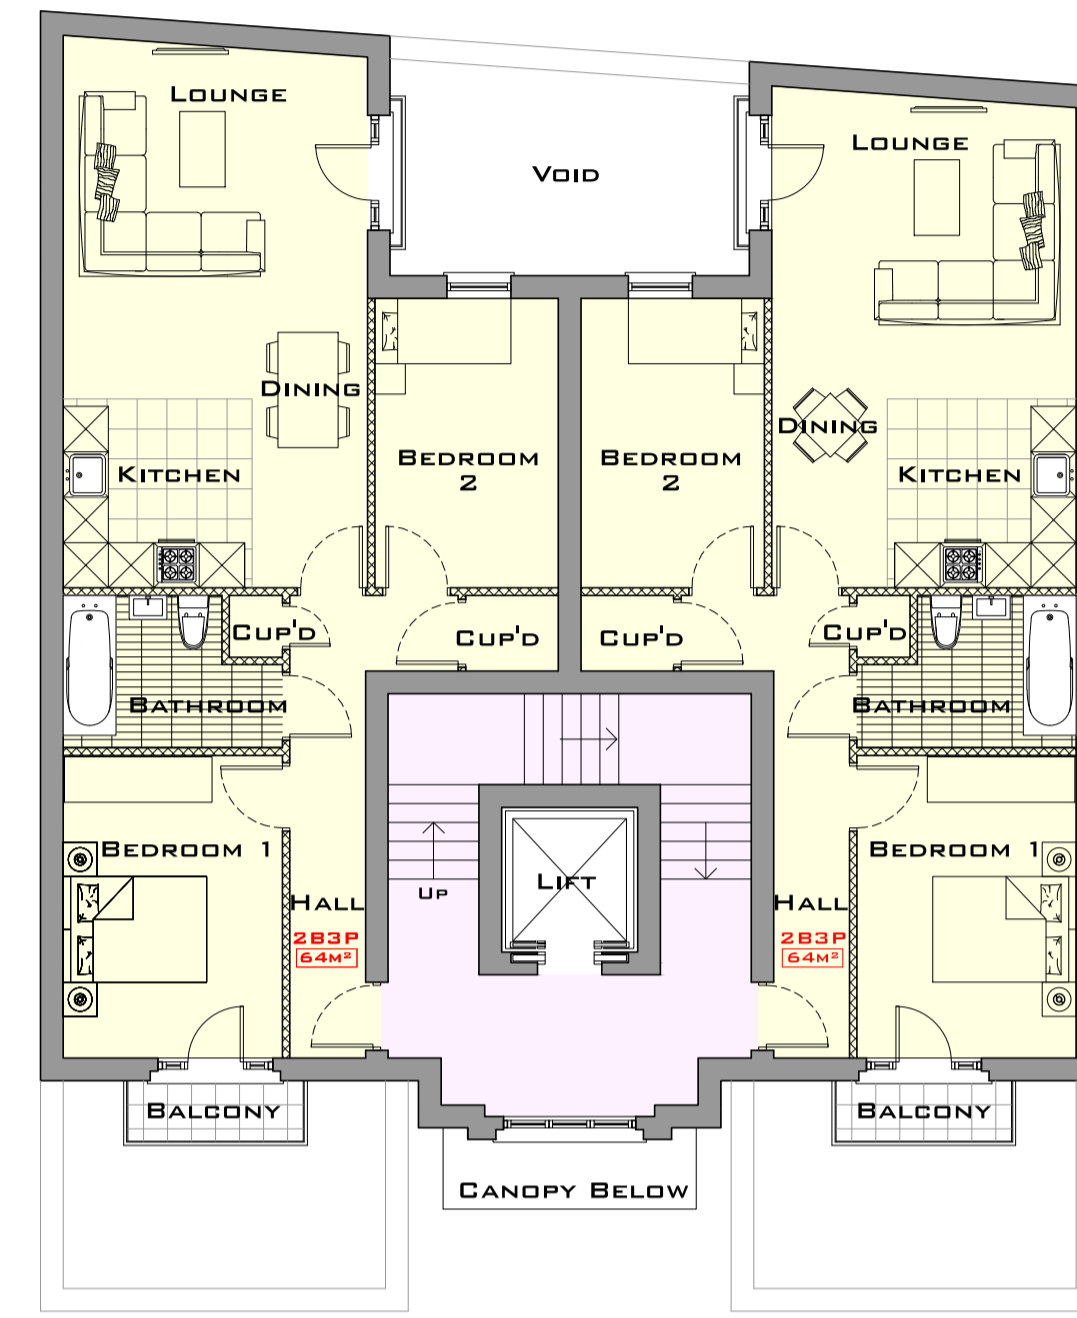 LOUNGE
VOID
LOUNGE
DINING
DINING
KITCHEN
BEDROOM
2
BEDROOM
2
KITCHEN
CUP'D
CUP'D
CUP'D
CUP'D
BATHROOM
BATHROOM
BEDROOM 1
BEDROOM 1
LIFT
UP
HALL
2B3P
64M²
HALL
2B3P
64M²
BALCONY
BALCONY
CANOPY BELOW